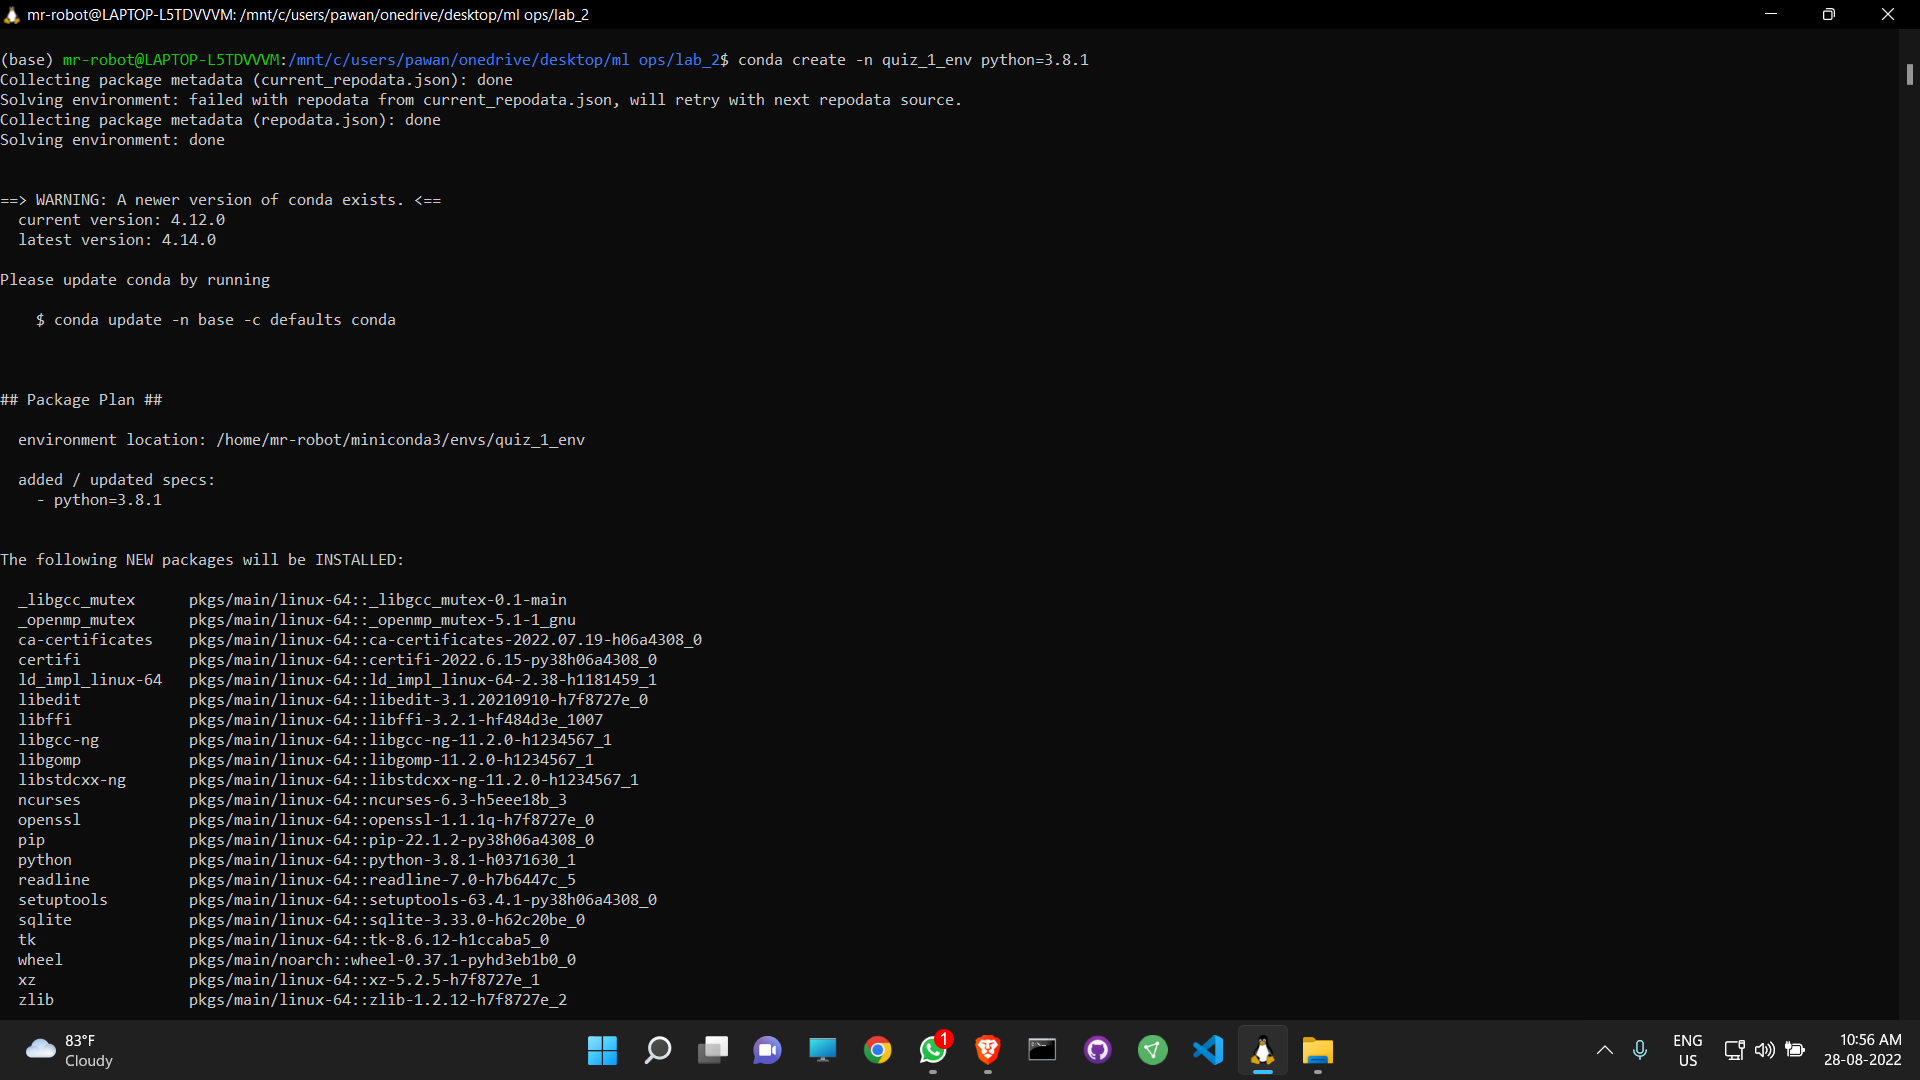 mr-robot@LAPTOP-L5TDVVVM: /mnt/c/users/pawan/onedrive/desktop/ml ops/lab_2
(base) mr-robot@LAPTOP-L5TDVVVM:/mnt/c/users/pawan/onedrive/desktop/ml ops/lab_2$ conda create -n quiz_1_env python=3.8.1
Collecting package metadata (current_repodata.json): done
Solving environment: failed with repodata from current_repodata.json, will retry with next repodata source.
Collecting package metadata (repodata.json): done
Solving environment: done
==> WARNING: A newer version of conda exists. <==
current version: 4.12.0
latest version: 4.14.0
Please update conda by running
$ conda update -n base -c defaults conda
## Package Plan ##
environment location: /home/mr-robot/miniconda3/envs/quiz_1_env
added / updated specs:
- python=3.8.1
The following NEW packages will be INSTALLED:
_libgcc_mutex pkgs/main/linux-64::_libgcc_mutex-0.1-main
_openmp_mutex pkgs/main/linux-64::_openmp_mutex-5.1-1_gnu
ca-certificates pkgs/main/linux-64::ca-certificates-2022.07.19-h06a4308_0
certifi pkgs/main/linux-64::certifi-2022.6.15-py38h06a4308_0
ld_impl_linux-64 pkgs/main/linux-64::ld_impl_linux-64-2.38-h1181459_1
libedit pkgs/main/linux-64::libedit-3.1.20210910-h7f8727e_0
libffi pkgs/main/linux-64::libffi-3.2.1-hf484d3e_1007
libgcc-ng pkgs/main/linux-64::libgcc-ng-11.2.0-h1234567_1
libgomp pkgs/main/linux-64::libgomp-11.2.0-h1234567_1
libstdcxx-ng pkgs/main/linux-64::libstdcxx-ng-11.2.0-h1234567_1
ncurses pkgs/main/linux-64::ncurses-6.3-h5eee18b_3
openssl pkgs/main/linux-64::openssl-1.1.1q-h7f8727e_0
pip pkgs/main/linux-64::pip-22.1.2-py38h06a4308_0
python pkgs/main/linux-64::python-3.8.1-h0371630_1
readline pkgs/main/linux-64::readline-7.0-h7b6447c_5
setuptools pkgs/main/linux-64::setuptools-63.4.1-py38h06a4308_0
sqlite pkgs/main/linux-64::sqlite-3.33.0-h62c20be_0
tk pkgs/main/linux-64::tk-8.6.12-h1ccaba5_0
wheel pkgs/main/noarch::wheel-0.37.1-pyhd3eb1b0_0
xz pkgs/main/linux-64::xz-5.2.5-h7f8727e_1
zlib pkgs/main/linux-64::zlib-1.2.12-h7f8727e_2
83°F
Cloudy
1
ENG
US
10:56 AM
28-08-2022